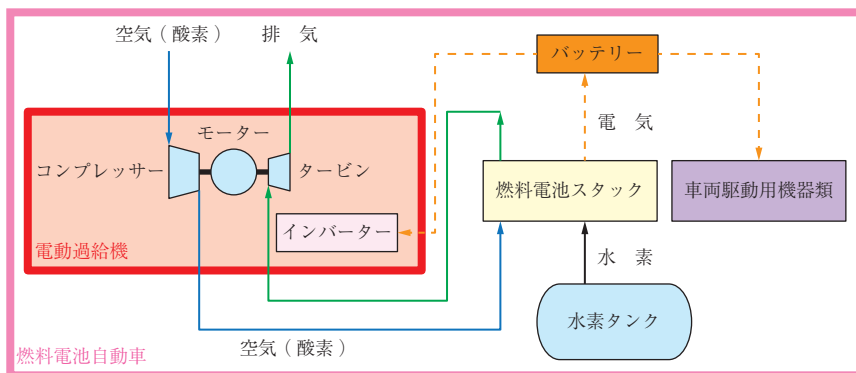 空気 ( 酸素 )
排 気
バッテリー
モーター
電 気
コンプレッサー
タービン
燃料電池スタック
車両駆動用機器類
インバーター
電動過給機
水 素
水素タンク
空気 ( 酸素 )
燃料電池自動車